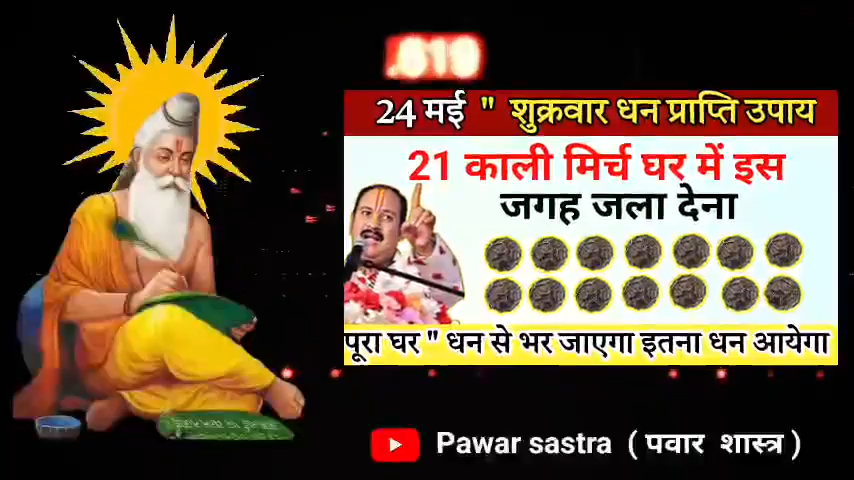 .619
24 मई " शुक्रवार धन प्राप्ति उपाय
21 काली मिर्च घर में इस
जगह जला देना
पूरा घर " धन से भर जाएगा इतना धन आयेगा
Pawar sastra ( पवार शास्त्र )